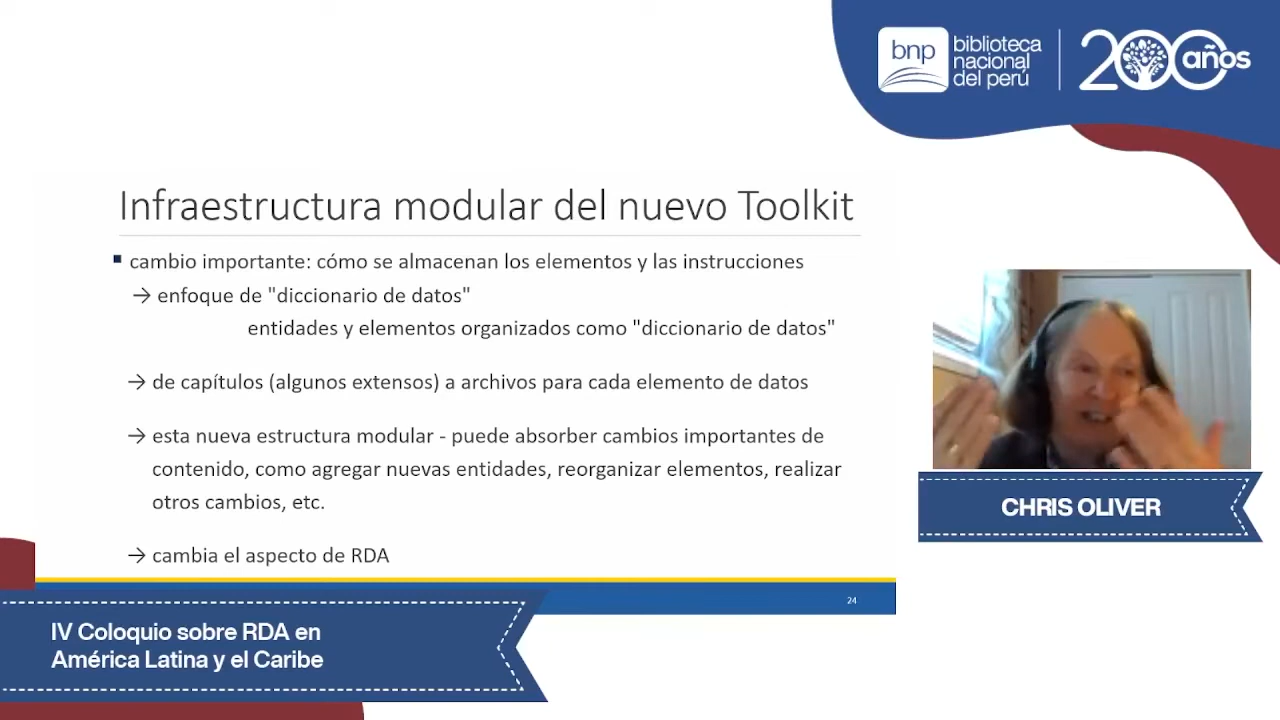 bnp
biblioteca
nacional
del perú
200 años
Infraestructura modular del nuevo Toolkit
▪ cambio importante: cómo se almacenan los elementos y las instrucciones
→ enfoque de "diccionario de datos"
entidades y elementos organizados como "diccionario de datos"
→ de capítulos (algunos extensos) a archivos para cada elemento de datos
→ esta nueva estructura modular - puede absorber cambios importantes de
contenido, como agregar nuevas entidades, reorganizar elementos, realizar
otros cambios, etc.
→ cambia el aspecto de RDA
24
CHRIS OLIVER
IV Coloquio sobre RDA en
América Latina y el Caribe